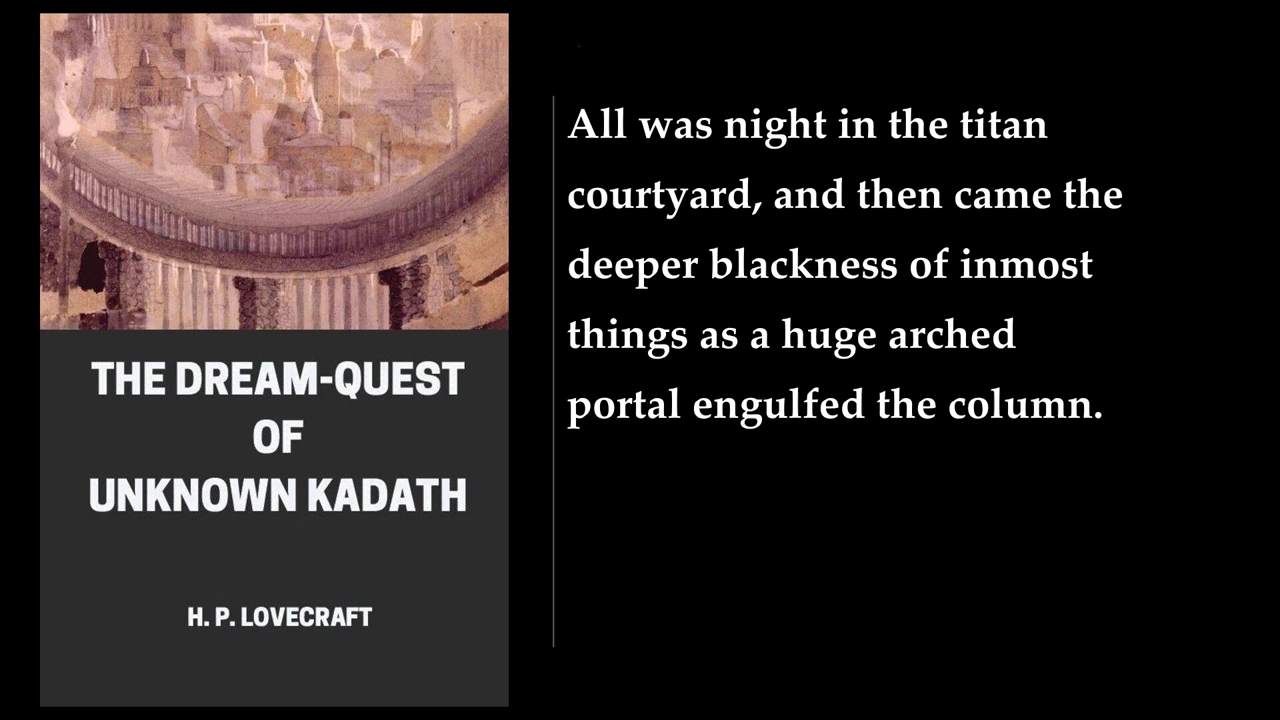 THE DREAM-QUEST
OF
UNKNOWN KADATH
H. P. LOVECRAFT
All was night in the titan
courtyard, and then came the
deeper blackness of inmost
things as a huge arched
portal engulfed the column.